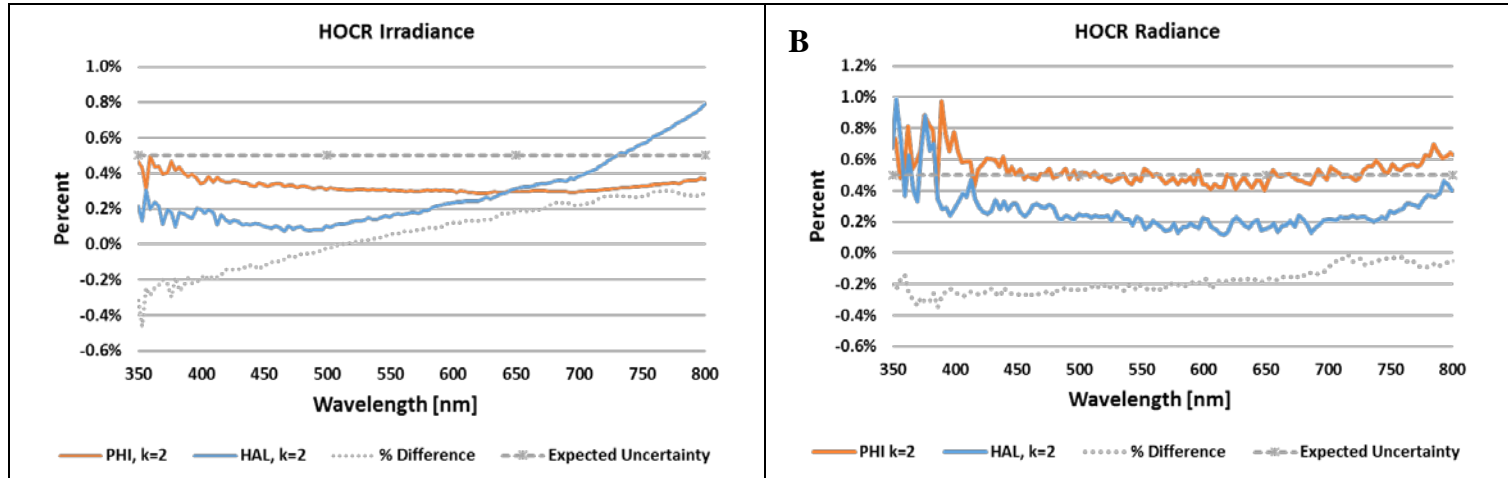 HOCR Irradiance
1.0%
0.8%
0.6%
0.4%
0.2%
0.0%
-0.2%
-0.4%
-0.6%
Percent
350 400 450 500 550 600 650 700 750 800
Wavelength [nm]
PHI, k=2 HAL, k=2 % Difference Expected Uncertainty
B
HOCR Radiance
1.2%
1.0%
0.8%
0.6%
0.4%
0.2%
0.0%
-0.2%
-0.4%
-0.6%
Percent
350 400 450 500 550 600 650 700 750 800
Wavelength [nm]
PHI k=2 HAL, k=2 % Difference Expected Uncertainty